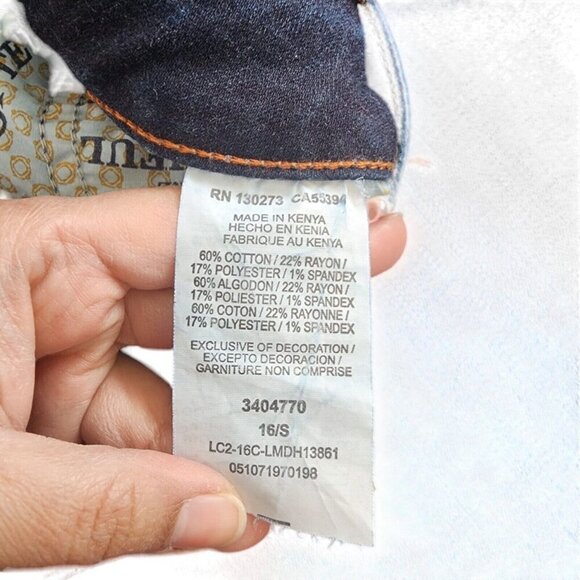 RN 130273 CA55394
MADE IN KENYA
HECHO EN KENIA
FABRIQUE AU KENYA
60% COTTON / 22% RAYON /
17% POLYESTER / 1% SPANDEX
60% ALGODON / 22% RAYON /
17% POLIESTER / 1% SPANDEX
60% COTON / 22% RAYONNE /
17% POLYESTER / 1% SPANDEX
EXCLUSIVE OF DECORATION /
EXCEPTO DECORACION /
GARNITURE NON COMPRISE
3404770
16/S
LC2-16C-LMDH13861
051071970198